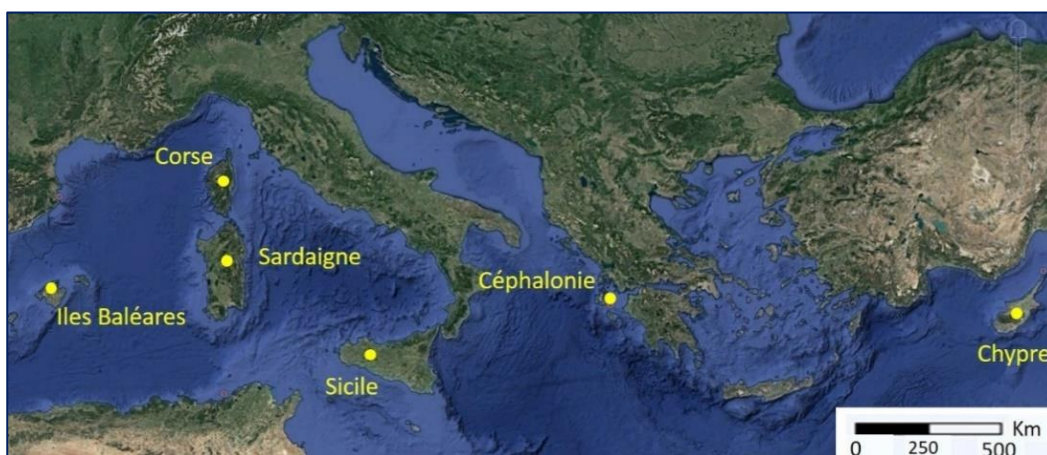 Corse
Sardaigne
Céphalonie
Iles Baléares
Chypre
Sicile
Km
0 250 500